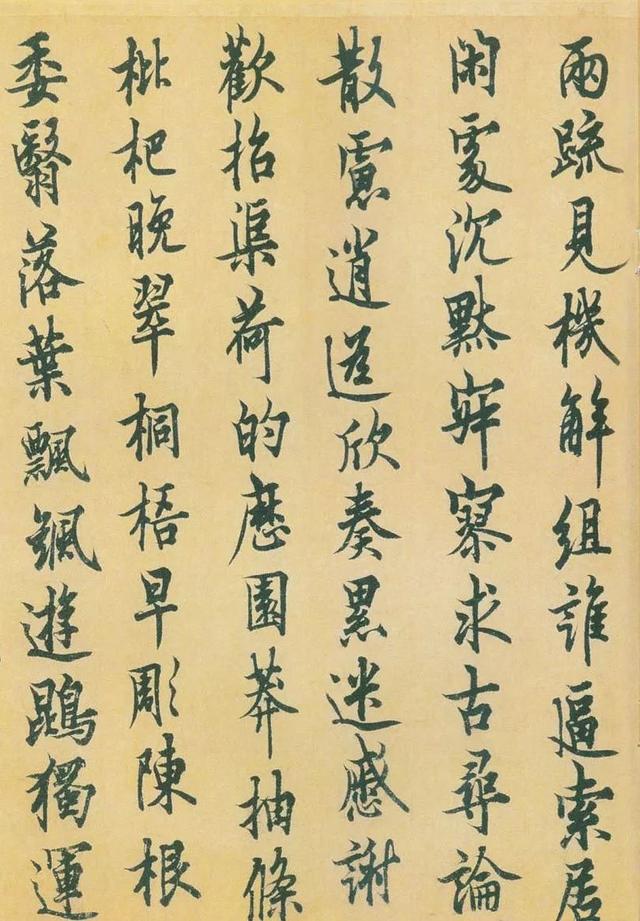 兩疏見機解組誰逼索居
閑處沉默寂寥求古尋論
散慮逍遙欣奏累遣慼謝
歡招渠荷的歷園莽抽條
枇杷晚翠桐梧早彫陳根
委翳落葉飄颻遊鵾獨運